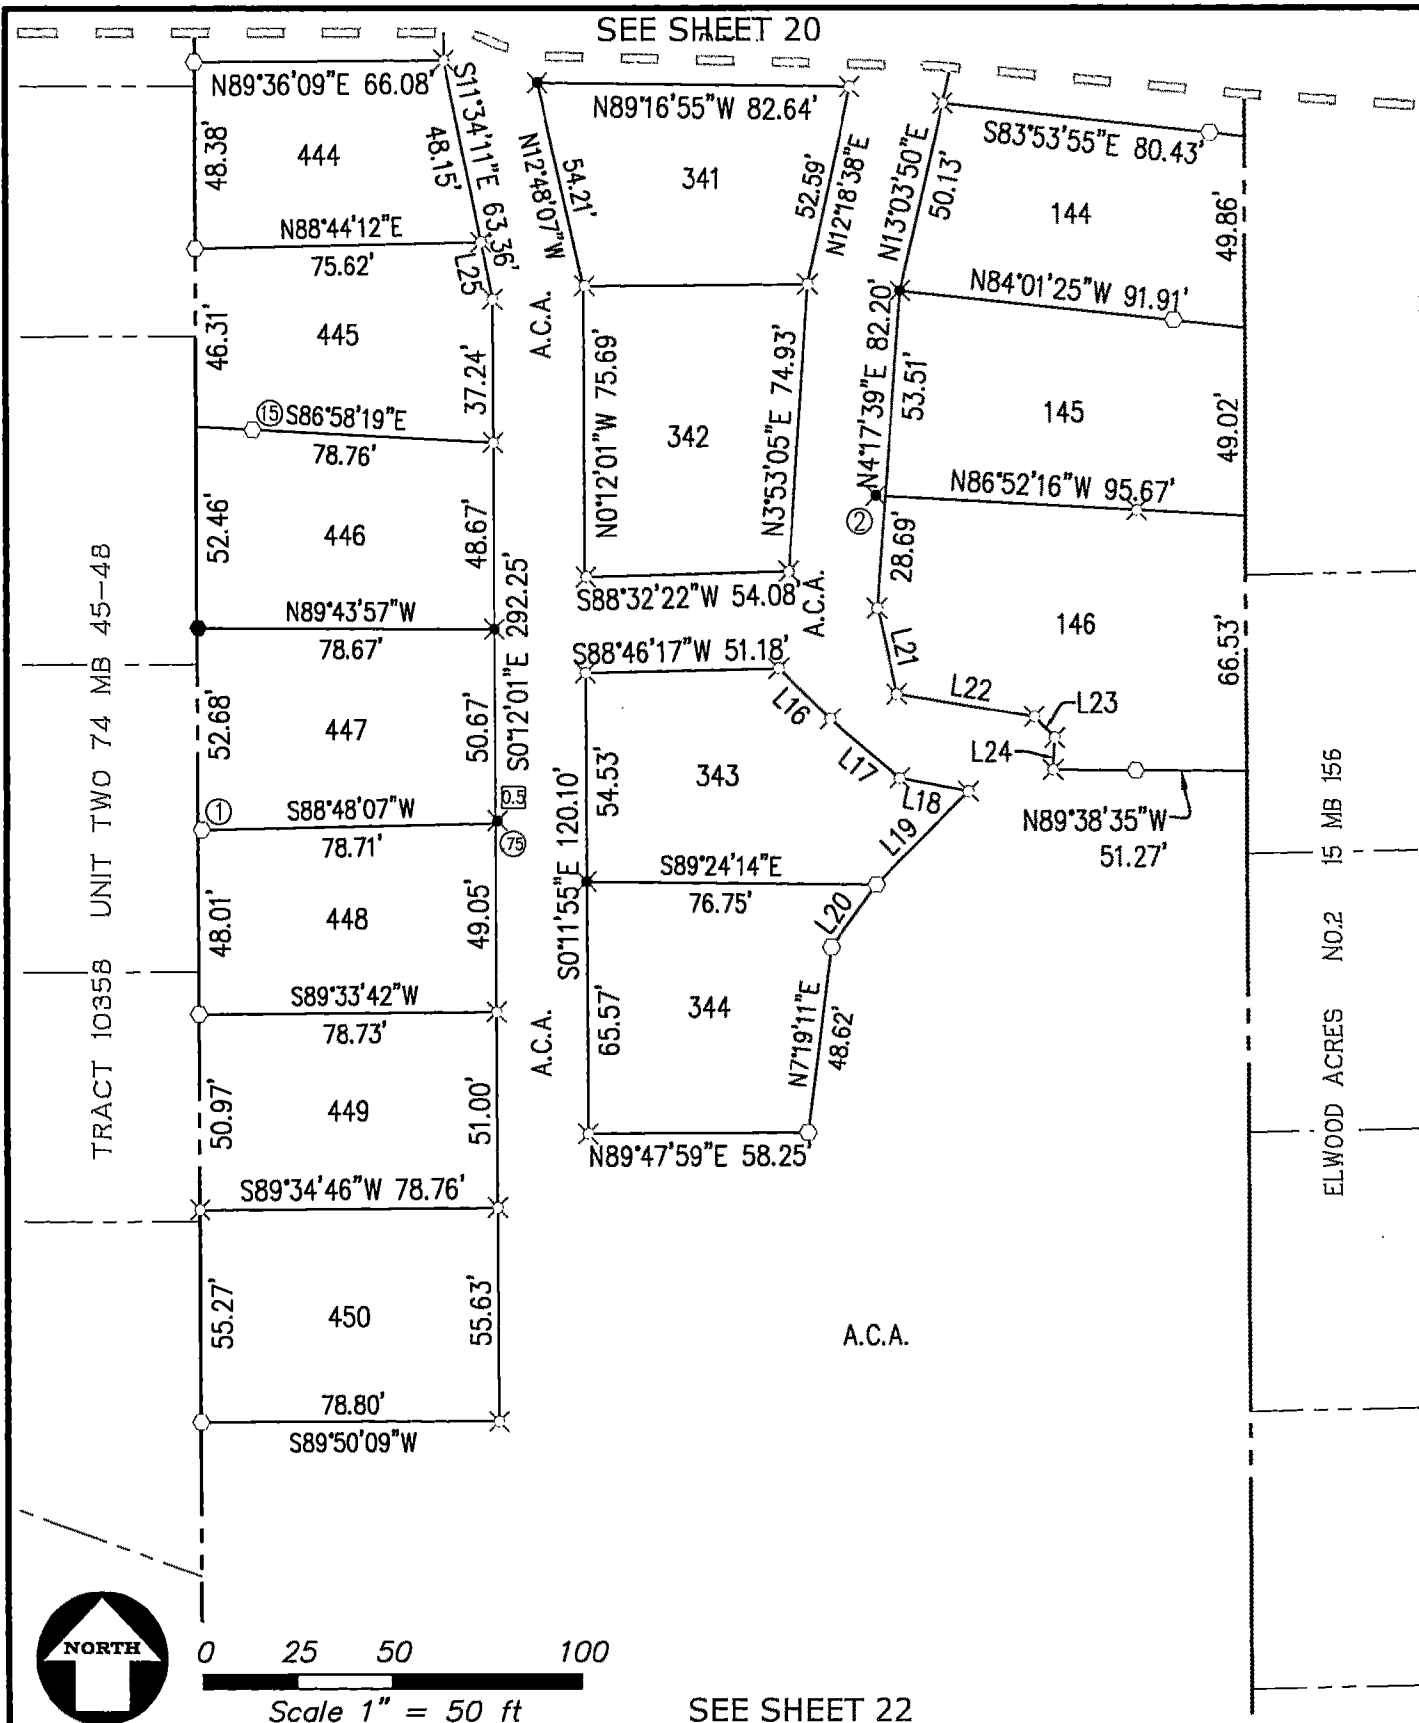 SEE SHEET 20
N89°36'09"E 66.08'
S11°34'11"E 63.36'
48.15'
48.38'
444
N88°44'12"E
75.62'
L25
46.31'
445
37.24'
15
S86°58'19"E
78.76'
52.46'
446
48.67'
N89°43'57"W
78.67'
S0°12'01"E 292.25'
52.68'
447
50.67'
0.5
1
S88°48'07"W
78.71'
.75
48.01'
448
49.05'
S89°33'42"W
78.73'
50.97'
449
51.00'
S89°34'46"W 78.76'
55.27'
450
55.63'
78.80'
S89°50'09"W
TRACT 1035B UNIT TWO 74 MB 45-48
N89°16'55"W 82.64'
N12°48'07"W
54.21'
341
52.59'
N12°18'38"E
A.C.A.
N0°12'01"W 75.69'
342
N3°53'05"E 74.93'
S88°32'22"W 54.08'
A.C.A.
S88°46'17"W 51.18'
L16
L17
L18
L19
L20
54.53'
343
S0°11'55"E 120.10'
S89°24'14"E
76.75'
A.C.A.
65.57'
344
N7°19'11"E
48.62'
N89°47'59"E 58.25'
S83°53'55"E 80.43'
N13°03'50"E
50.13'
144
49.86'
N84°01'25"W 91.91'
N4°17'39"E 82.20'
53.51'
145
49.02'
N86°52'16"W 95.67'
2
28.69'
146
66.53'
L21
L22
L23
L24
N89°38'35"W
51.27'
ELWOOD ACRES NO.2 15 MB 156
A.C.A.
NORTH
0 25 50 100
Scale 1" = 50 ft
SEE SHEET 22